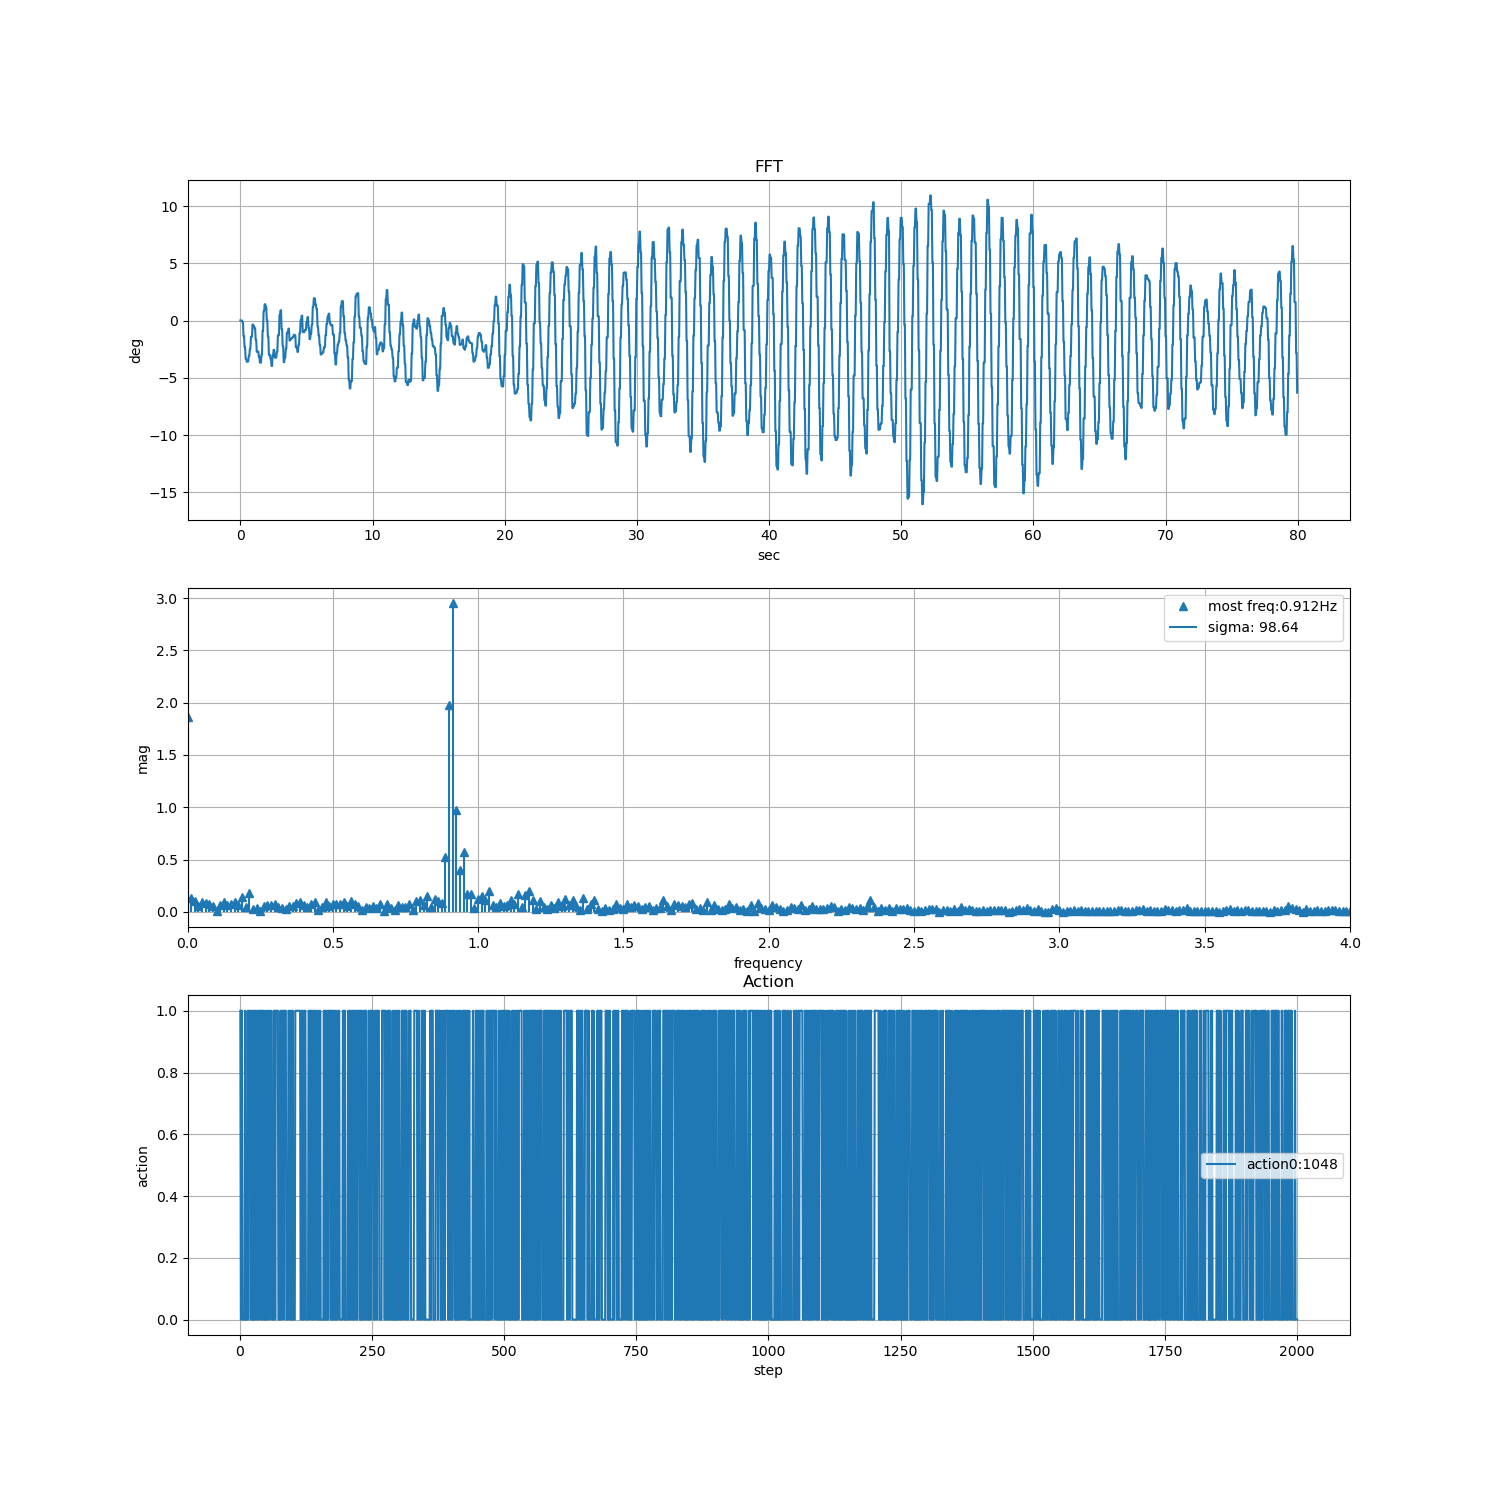 FFT
10
5
0
−5
−10
−15
deg
0 10 20 30 40 50 60 70 80
sec
3.0
2.5
2.0
1.5
1.0
0.5
0.0
mag
most freq:0.912Hz
sigma: 98.64
0.0 0.5 1.0 1.5 2.0 2.5 3.0 3.5 4.0
frequency
Action
1.0
0.8
0.6
0.4
0.2
0.0
action
action0:1048
0 250 500 750 1000 1250 1500 1750 2000
step